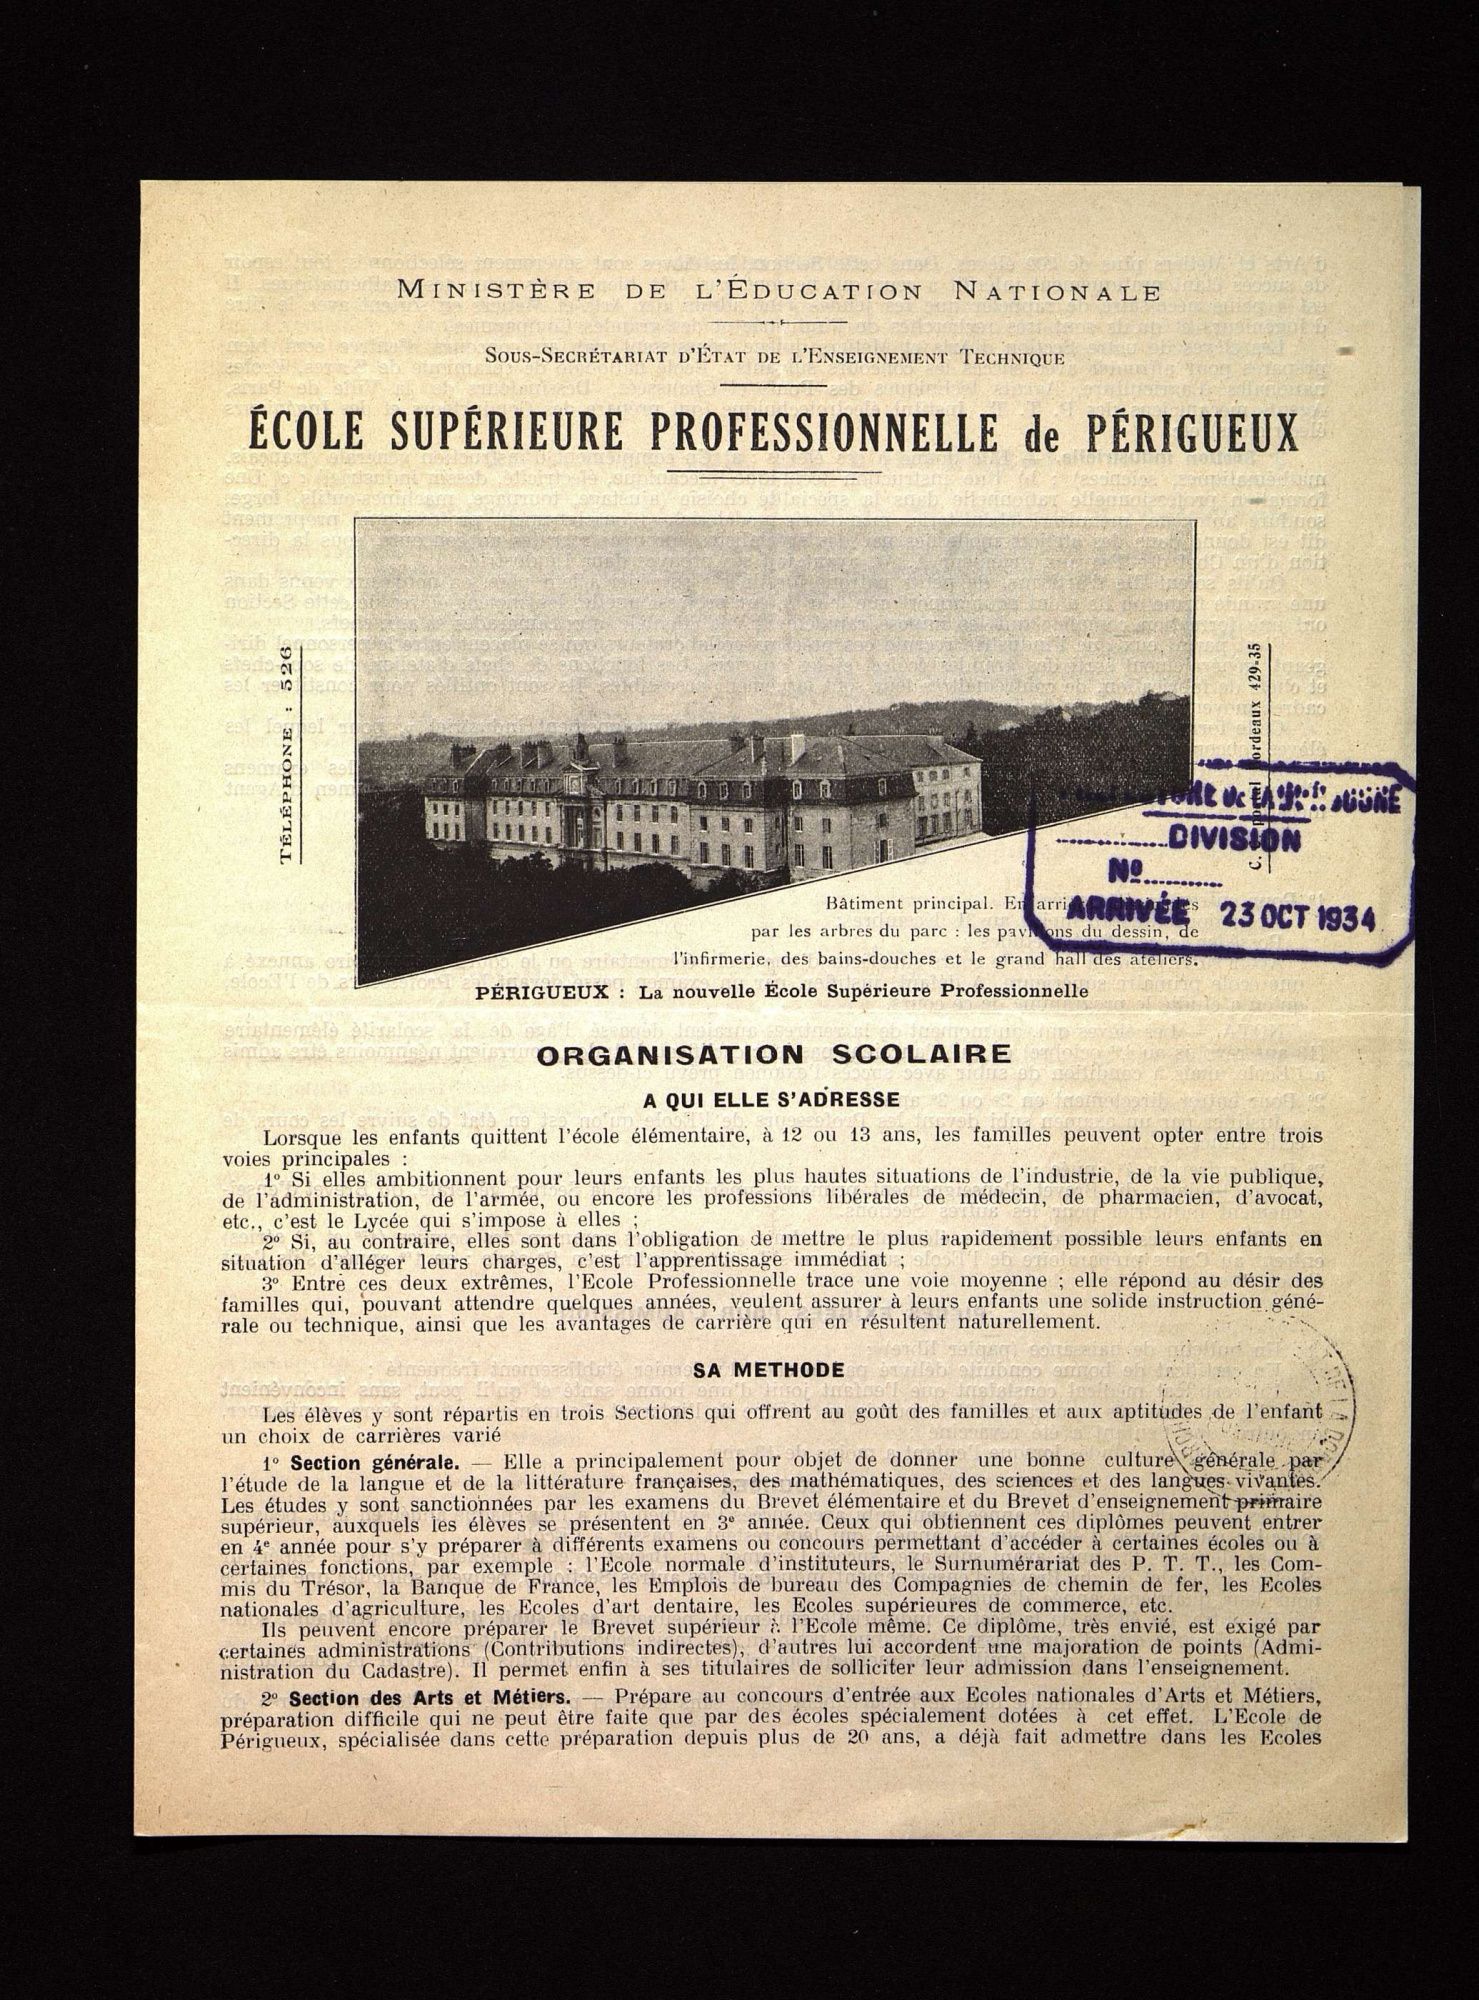 MINISTÈRE DE L'ÉDUCATION NATIONALE
SOUS-SECRÉTARIAT D'ÉTAT DE L'ENSEIGNEMENT TECHNIQUE
ÉCOLE SUPÉRIEURE PROFESSIONNELLE de PÉRIGUEUX
TÉLÉPHONE : 526
C. postal Bordeaux 429-35
DIVISION
No
ARRIVÉE 23 OCT 1934
Bâtiment principal. En
par les arbres du parc : les pavillons du dessin, de
l'infirmerie, des bains-douches et le grand hall des ateliers.
PÉRIGUEUX : La nouvelle École Supérieure Professionnelle
ORGANISATION SCOLAIRE
A QUI ELLE S'ADRESSE
Lorsque les enfants quittent l'école élémentaire, à 12 ou 13 ans, les familles peuvent opter entre trois
voies principales :
1º Si elles ambitionnent pour leurs enfants les plus hautes situations de l'industrie, de la vie publique,
de l'administration, de l'armée, ou encore les professions libérales de médecin, de pharmacien, d'avocat,
etc., c'est le Lycée qui s'impose à elles ;
2º Si, au contraire, elles sont dans l'obligation de mettre le plus rapidement possible leurs enfants en
situation d'alléger leurs charges, c'est l'apprentissage immédiat ;
3º Entre ces deux extrêmes, l'Ecole Professionnelle trace une voie moyenne ; elle répond au désir des
familles qui, pouvant attendre quelques années, veulent assurer à leurs enfants une solide instruction géné-
rale ou technique, ainsi que les avantages de carrière qui en résultent naturellement.
SA METHODE
Les élèves y sont répartis en trois Sections qui offrent au goût des familles et aux aptitudes de l'enfant
un choix de carrières varié
1º Section générale. — Elle a principalement pour objet de donner une bonne culture générale par
l'étude de la langue et de la littérature françaises, des mathématiques, des sciences et des langues vivantes.
Les études y sont sanctionnées par les examens du Brevet élémentaire et du Brevet d'enseignement primaire
supérieur, auxquels les élèves se présentent en 3e année. Ceux qui obtiennent ces diplômes peuvent entrer
en 4e année pour s'y préparer à différents examens ou concours permettant d'accéder à certaines écoles ou à
certaines fonctions, par exemple : l'Ecole normale d'instituteurs, le Surnumérariat des P. T. T., les Com-
mis du Trésor, la Banque de France, les Emplois de bureau des Compagnies de chemin de fer, les Ecoles
nationales d'agriculture, les Ecoles d'art dentaire, les Ecoles supérieures de commerce, etc.
Ils peuvent encore préparer le Brevet supérieur à l'Ecole même. Ce diplôme, très envié, est exigé par
certaines administrations (Contributions indirectes), d'autres lui accordent une majoration de points (Admi-
nistration du Cadastre). Il permet enfin à ses titulaires de solliciter leur admission dans l'enseignement.
2º Section des Arts et Métiers. — Prépare au concours d'entrée aux Ecoles nationales d'Arts et Métiers,
préparation difficile qui ne peut être faite que par des écoles spécialement dotées à cet effet. L'Ecole de
Périgueux, spécialisée dans cette préparation depuis plus de 20 ans, a déjà fait admettre dans les Ecoles